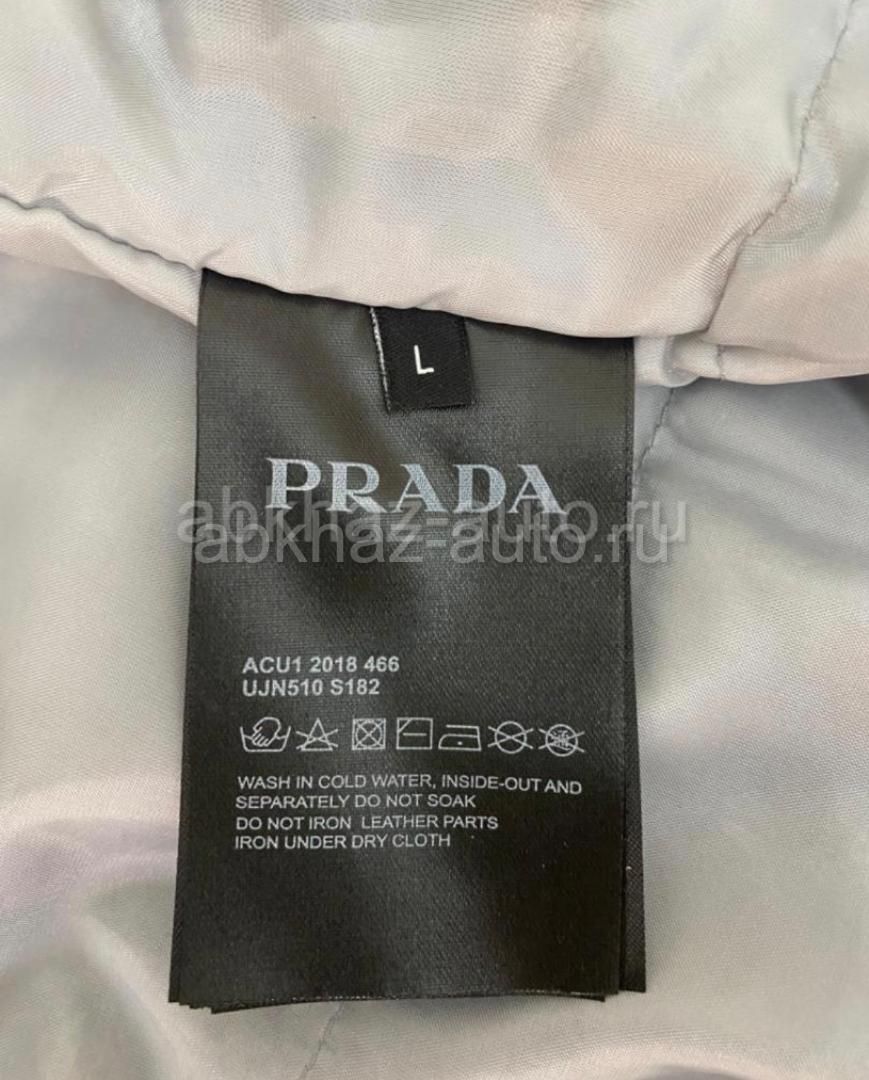 L
PRADA
abkhaz-auto.ru
abkhaz-auto.ru
ACU1 2018 466
UJN510 S182
WASH IN COLD WATER, INSIDE-OUT AND
SEPARATELY DO NOT SOAK
DO NOT IRON LEATHER PARTS
IRON UNDER DRY CLOTH